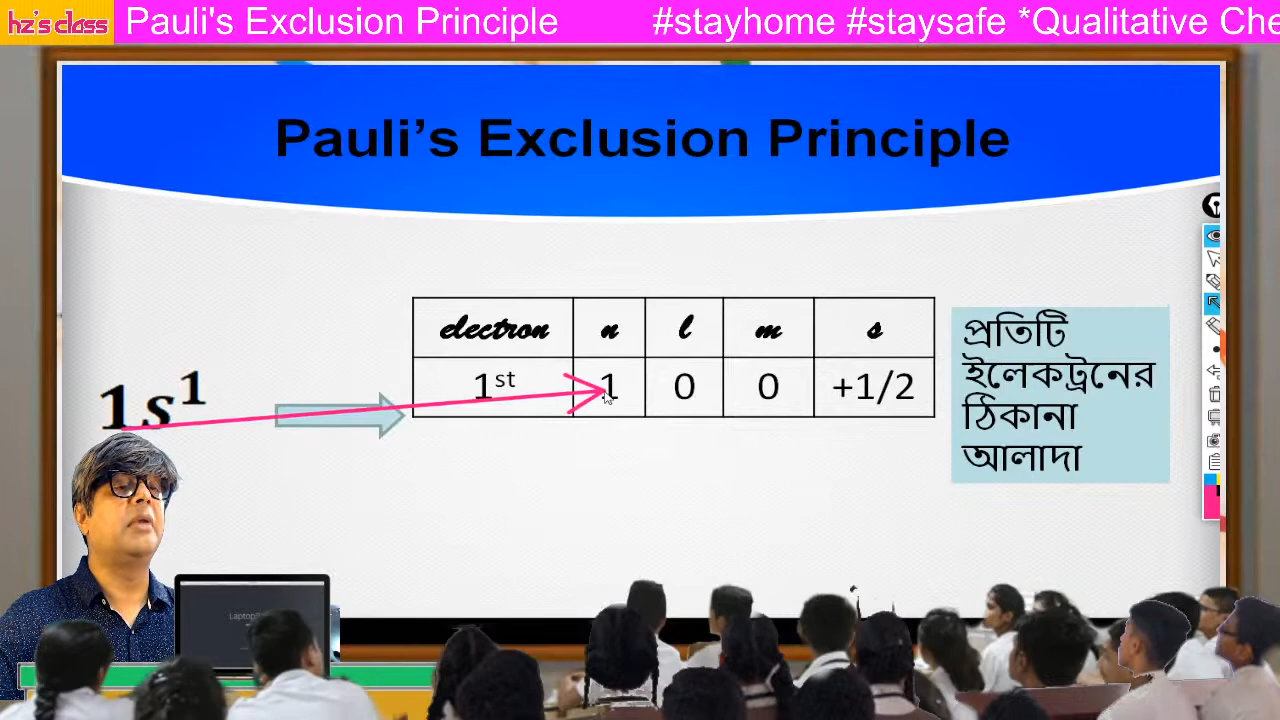 hz's class
Pauli's Exclusion Principle #stayhome #staysafe *Qualitative Che
Pauli’s Exclusion Principle
electron n l m s
1st 1 0 0 +1/2
1s1
প্রতিটি
ইলেকট্রনের
ঠিকানা
আলাদা